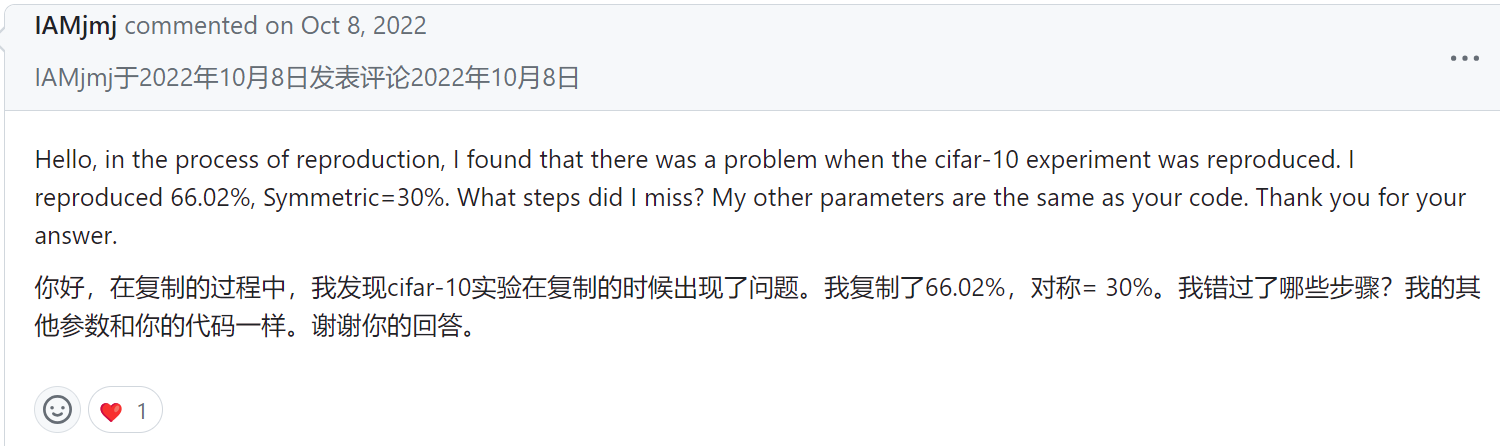 IAMjmj commented on Oct 8, 2022
IAMjmj于2022年10月8日发表评论2022年10月8日
Hello, in the process of reproduction, I found that there was a problem when the cifar-10 experiment was reproduced. I
reproduced 66.02%, Symmetric=30%. What steps did I miss? My other parameters are the same as your code. Thank you for your
answer.
你好，在复制的过程中，我发现cifar-10实验在复制的时候出现了问题。我复制了66.02%，对称= 30%。我错过了哪些步骤？我的其
他参数和你的代码一样。谢谢你的回答。
1